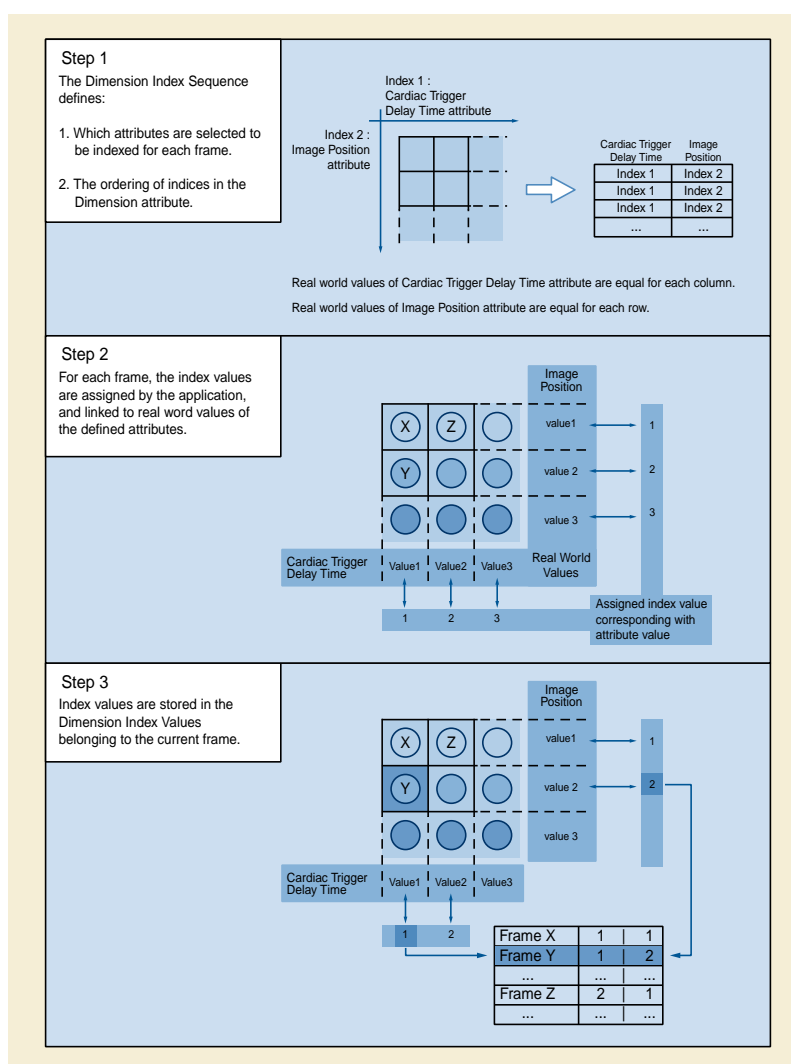 Step 1
The Dimension Index Sequence
defines:
1. Which attributes are selected to
be indexed for each frame.
2. The ordering of indices in the
Dimension attribute.
Index 1 :
Cardiac Trigger
Delay Time attribute
Index 2 :
Image Position
attribute
Cardiac Trigger Image
Delay Time Position
Index 1 Index 2
Index 1 Index 2
Index 1 Index 2
... ...
Real world values of Cardiac Trigger Delay Time attribute are equal for each column.
Real world values of Image Position attribute are equal for each row.
Step 2
For each frame, the index values
are assigned by the application,
and linked to real word values of
the defined attributes.
Image
Position
X Z value1 1
Y value 2 2
value 3 3
Cardiac Trigger
Delay Time
Value1 Value2 Value3
Real World
Values
1 2 3
Assigned index value
corresponding with
attribute value
Step 3
Index values are stored in the
Dimension Index Values
belonging to the current frame.
Image
Position
X Z value1 1
Y value 2 2
value 3
Cardiac Trigger
Delay Time
Value1 Value2 Value3
1 2
Frame X 1 | 1
Frame Y 1 | 2
... ... | ...
Frame Z 2 | 1
... ... | ...